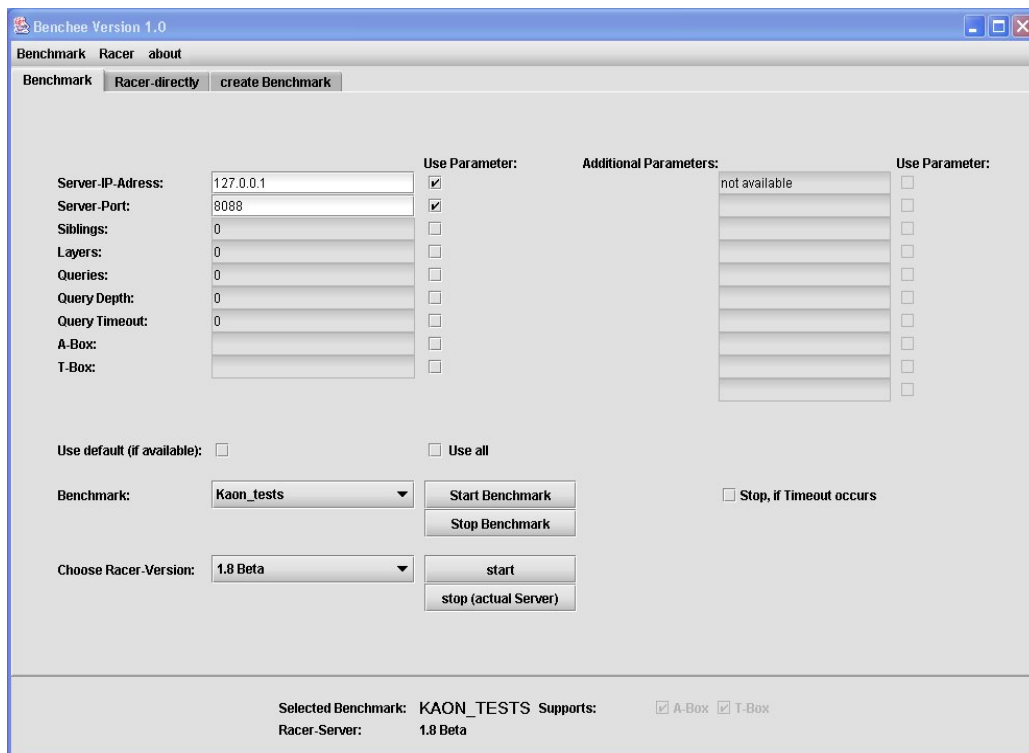 Benchee Version 1.0
Benchmark Racer about
Benchmark Racer-directly create Benchmark
Use Parameter: Additional Parameters: Use Parameter:
Server-IP-Adress: 127.0.0.1 not available
Server-Port: 8088
Siblings: 0
Layers: 0
Queries: 0
Query Depth: 0
Query Timeout: 0
A-Box:
T-Box:
Use default (if available): Use all
Benchmark: Kaon_tests Start Benchmark Stop, if Timeout occurs
Stop Benchmark
Choose Racer-Version: 1.8 Beta start
stop (actual Server)
Selected Benchmark: KAON_TESTS Supports: A-Box T-Box
Racer-Server: 1.8 Beta